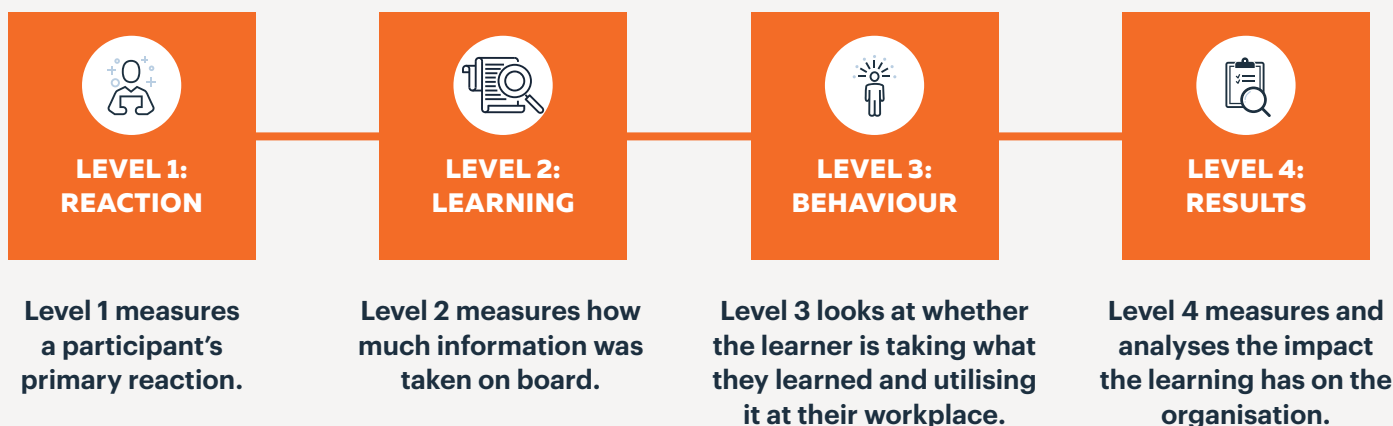 LEVEL 1:
REACTION
Level 1 measures
a participant's
primary reaction.
LEVEL 2:
LEARNING
Level 2 measures how
much information was
taken on board.
LEVEL 3:
BEHAVIOUR
Level 3 looks at whether
the learner is taking what
they learned and utilising
it at their workplace.
LEVEL 4:
RESULTS
Level 4 measures and
analyses the impact
the learning has on the
organisation.